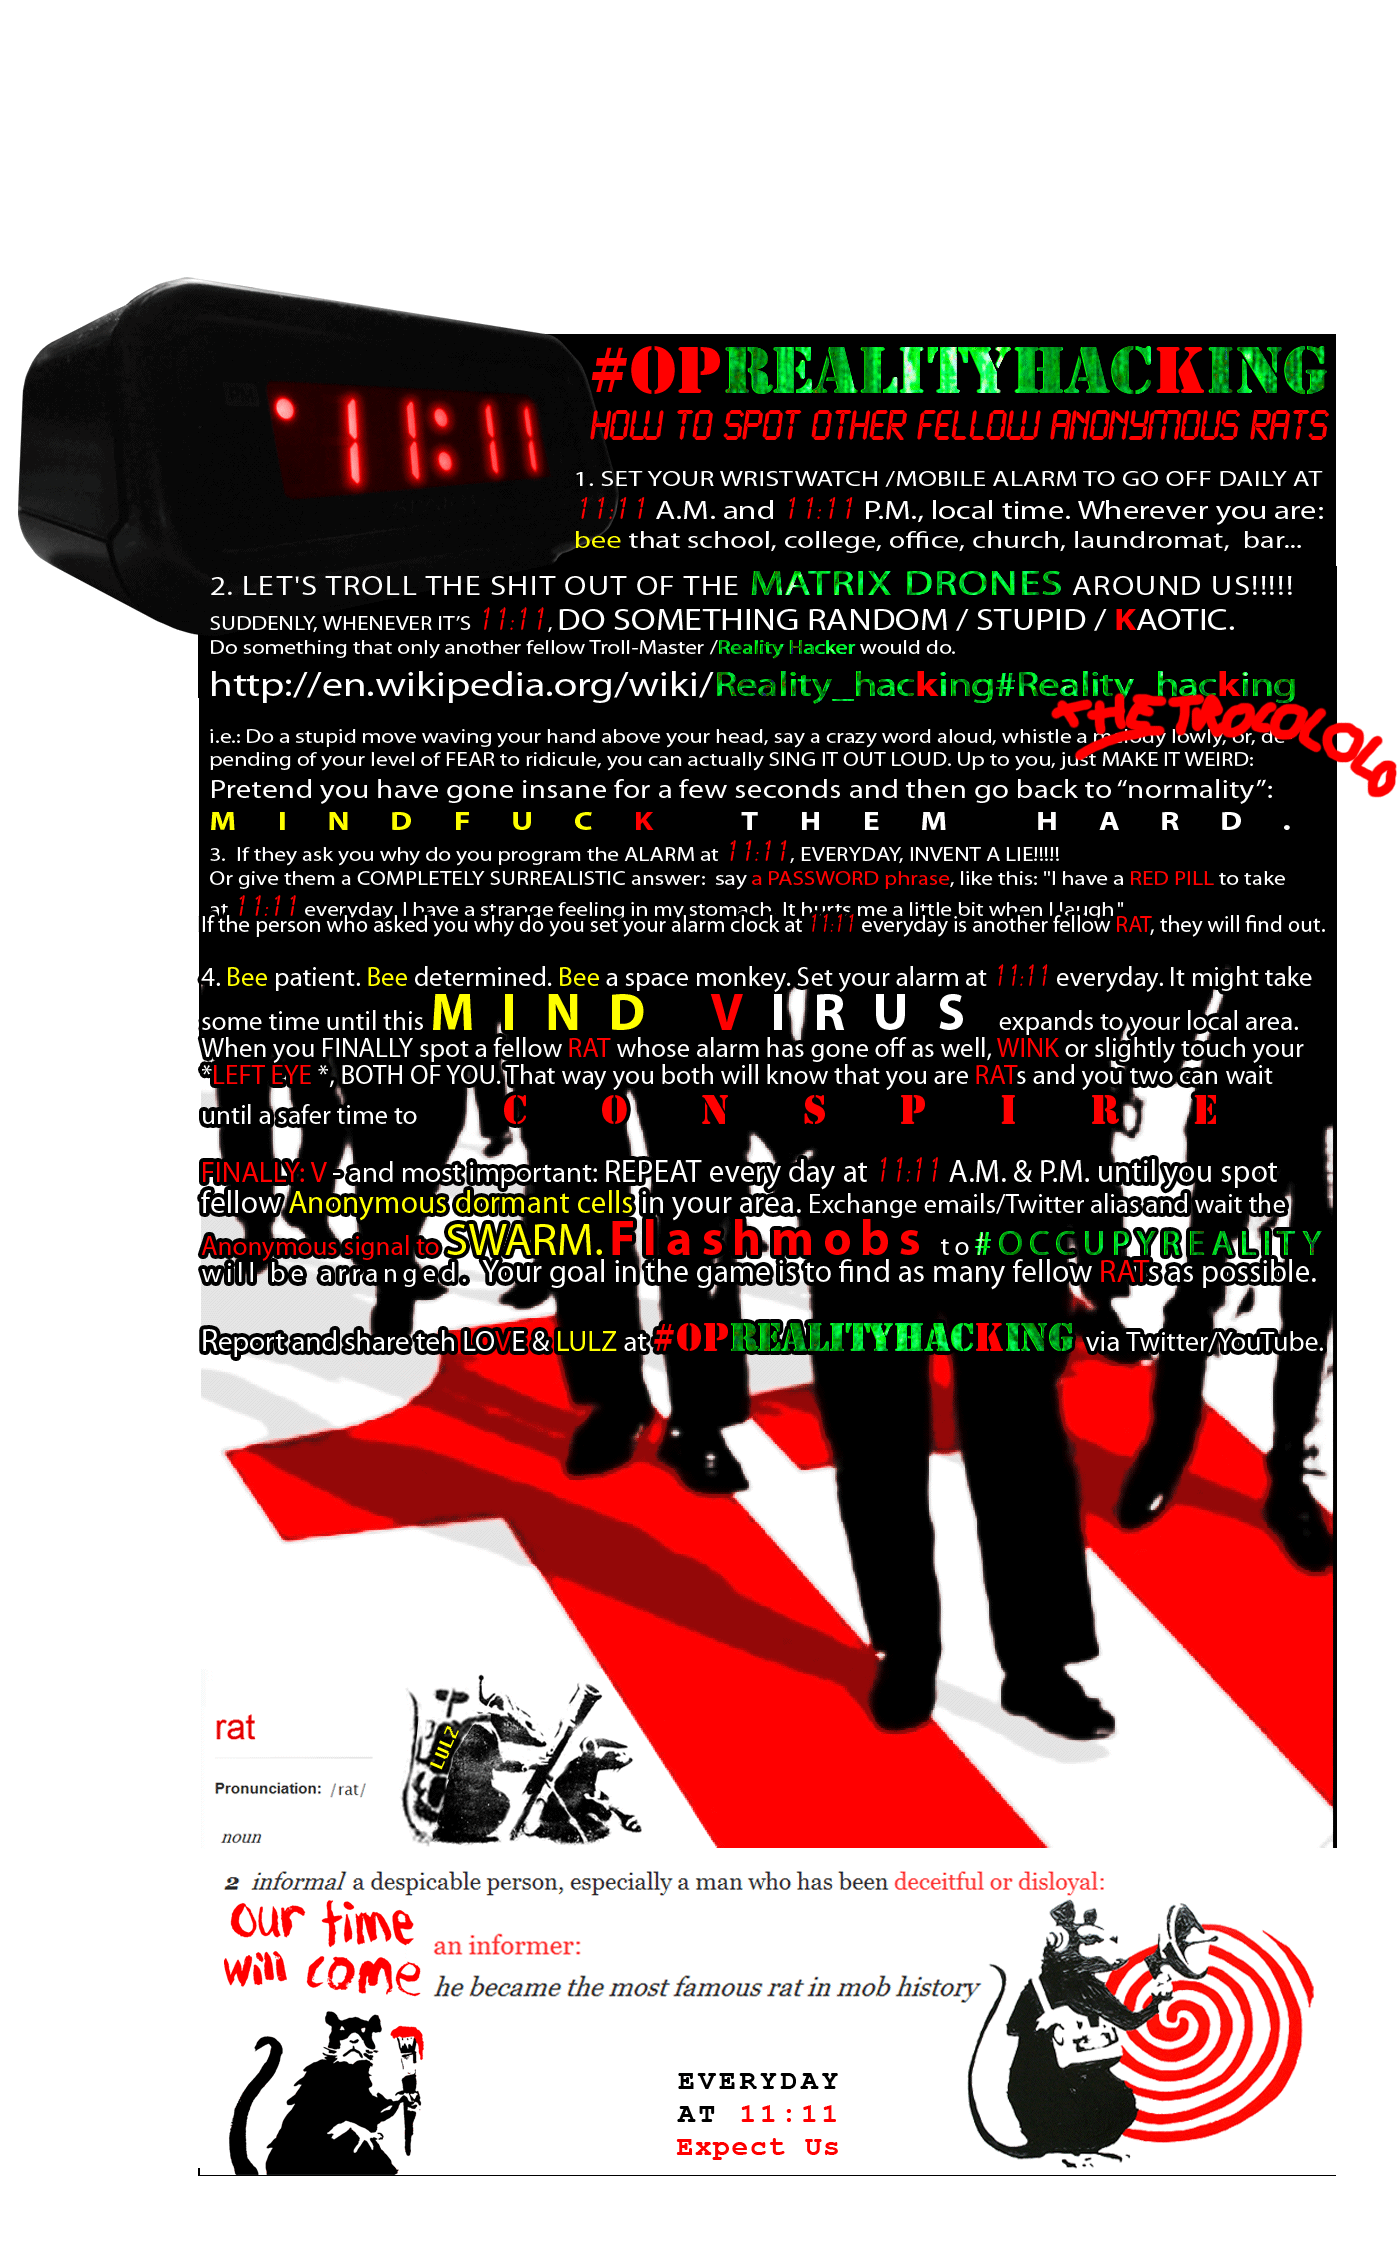 11:11
#OPREALITYHACKING
HOW TO SPOT OTHER FELLOW ANONYMOUS RATS
1. SET YOUR WRISTWATCH /MOBILE ALARM TO GO OFF DAILY AT
11:11 A.M. and 11:11 P.M., local time. Wherever you are:
bee that school, college, office, church, laundromat, bar...
2. LET'S TROLL THE SHIT OUT OF THE MATRIX DRONES AROUND US!!!!!
SUDDENLY, WHENEVER IT’S 11:11, DO SOMETHING RANDOM / STUPID / KAOTIC.
Do something that only another fellow Troll-Master /Reality Hacker would do.
http://en.wikipedia.org/wiki/Reality_hacking#Reality_hacking
THE TROLOLOLO
i.e.: Do a stupid move waving your hand above your head, say a crazy word aloud, whistle a melody lowly, or, de
pending of your level of FEAR to ridicule, you can actually SING IT OUT LOUD. Up to you, just MAKE IT WEIRD:
Pretend you have gone insane for a few seconds and then go back to “normality”:
MINDFUCK THEM HARD.
3. If they ask you why do you program the ALARM at 11:11, EVERYDAY, INVENT A LIE!!!!!
Or give them a COMPLETELY SURREALISTIC answer: say a PASSWORD phrase, like this: "I have a RED PILL to take
at 11:11 everyday. I have a strange feeling in my stomach. It hurts me a little bit when I laugh"
If the person who asked you why do you set your alarm clock at 11:11 everyday is another fellow RAT, they will find out.
4. Bee patient. Bee determined. Bee a space monkey. Set your alarm at 11:11 everyday. It might take
some time until this MIND VIRUS expands to your local area.
When you FINALLY spot a fellow RAT whose alarm has gone off as well, WINK or slightly touch your
*LEFT EYE *, BOTH OF YOU. That way you both will know that you are RATs and you two can wait
until a safer time to CONSPIRE
FINALLY: V - and most important: REPEAT every day at 11:11 A.M. & P.M. until you spot
fellow Anonymous dormant cells in your area. Exchange emails/Twitter alias and wait the
Anonymous signal to SWARM. Flashmobs to #OCCUPYREALITY
will be arranged. Your goal in the game is to find as many fellow RATs as possible.
Report and share teh LOVE & LULZ at #OPREALITYHACKING via Twitter/YouTube.
LULZ
rat
Pronunciation: /rat/
noun
2 informal a despicable person, especially a man who has been deceitful or disloyal:
our time
will come
an informer:
he became the most famous rat in mob history
EVERYDAY
AT 11:11
Expect Us